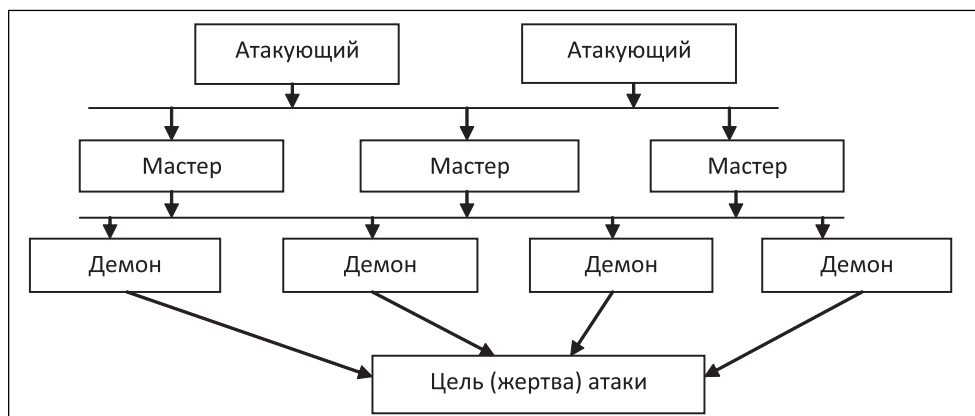 Атакующий
Атакующий
Мастер
Мастер
Мастер
Демон
Демон
Демон
Демон
Цель (жертва) атаки